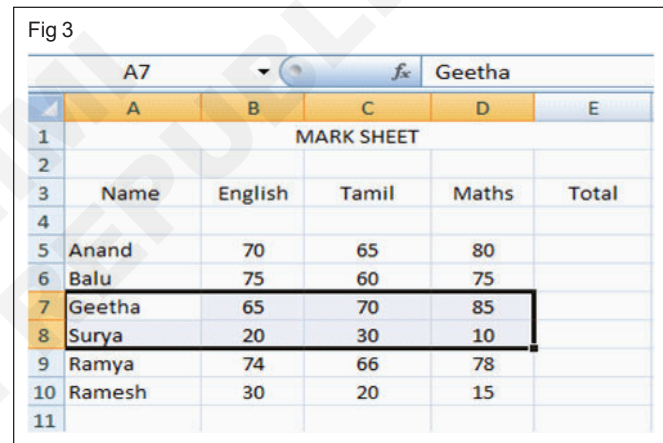 Fig 3
A7 fx Geetha
A B C D E
1 MARK SHEET
2
3 Name English Tamil Maths Total
4
5 Anand 70 65 80
6 Balu 75 60 75
7 Geetha 65 70 85
8 Surya 20 30 10
9 Ramya 74 66 78
10 Ramesh 30 20 15
11